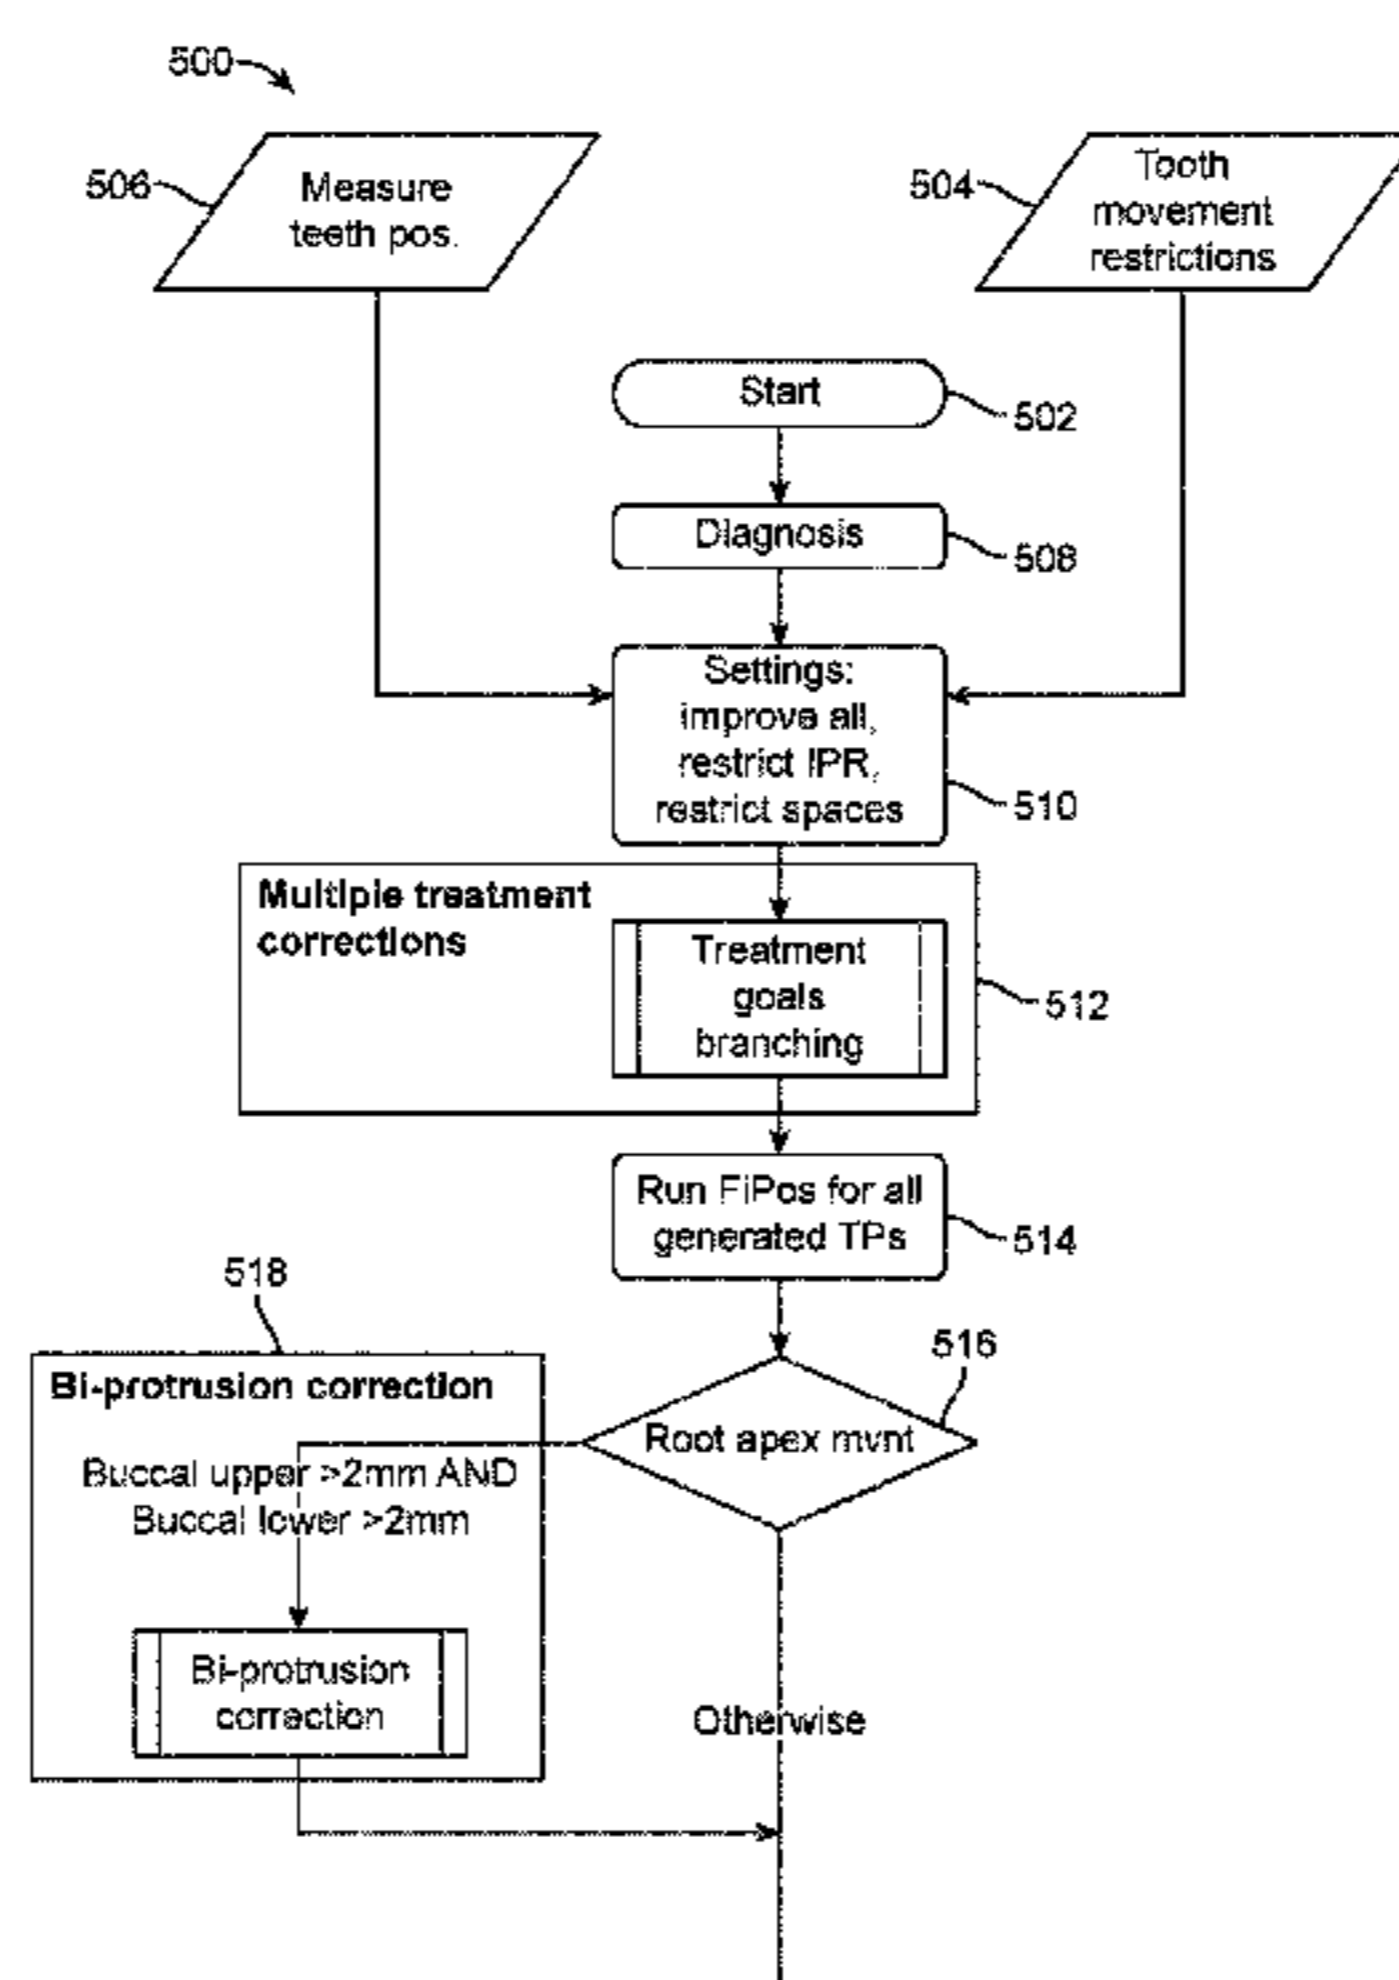 500
506
Measure
teeth pos.
504
Tooth
movement
restrictions
Start
502
Diagnosis
508
Settings:
improve all,
restrict IPR,
restrict spaces
510
Multiple treatment
corrections
Treatment
goals
branching
512
Run FiPos for all
generated TPs
514
518
516
Bi-protrusion correction
Root apex mvnt
Buccal upper >2mm AND
Buccal lower >2mm
Bi-protrusion
correction
Otherwise